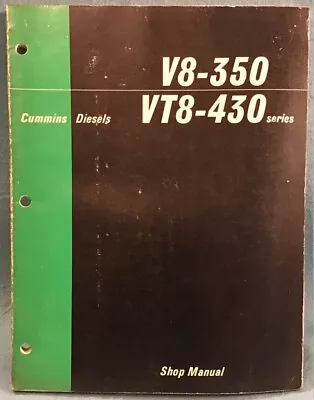 V8-350
Cummins Diesels VT8-430 series
Shop Manual